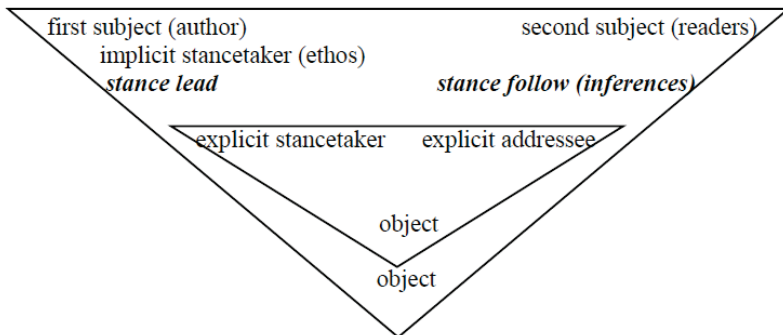 first subject (author) second subject (readers)
implicit stancetaker (ethos)
stance lead stance follow (inferences)
explicit stancetaker explicit addressee
object
object